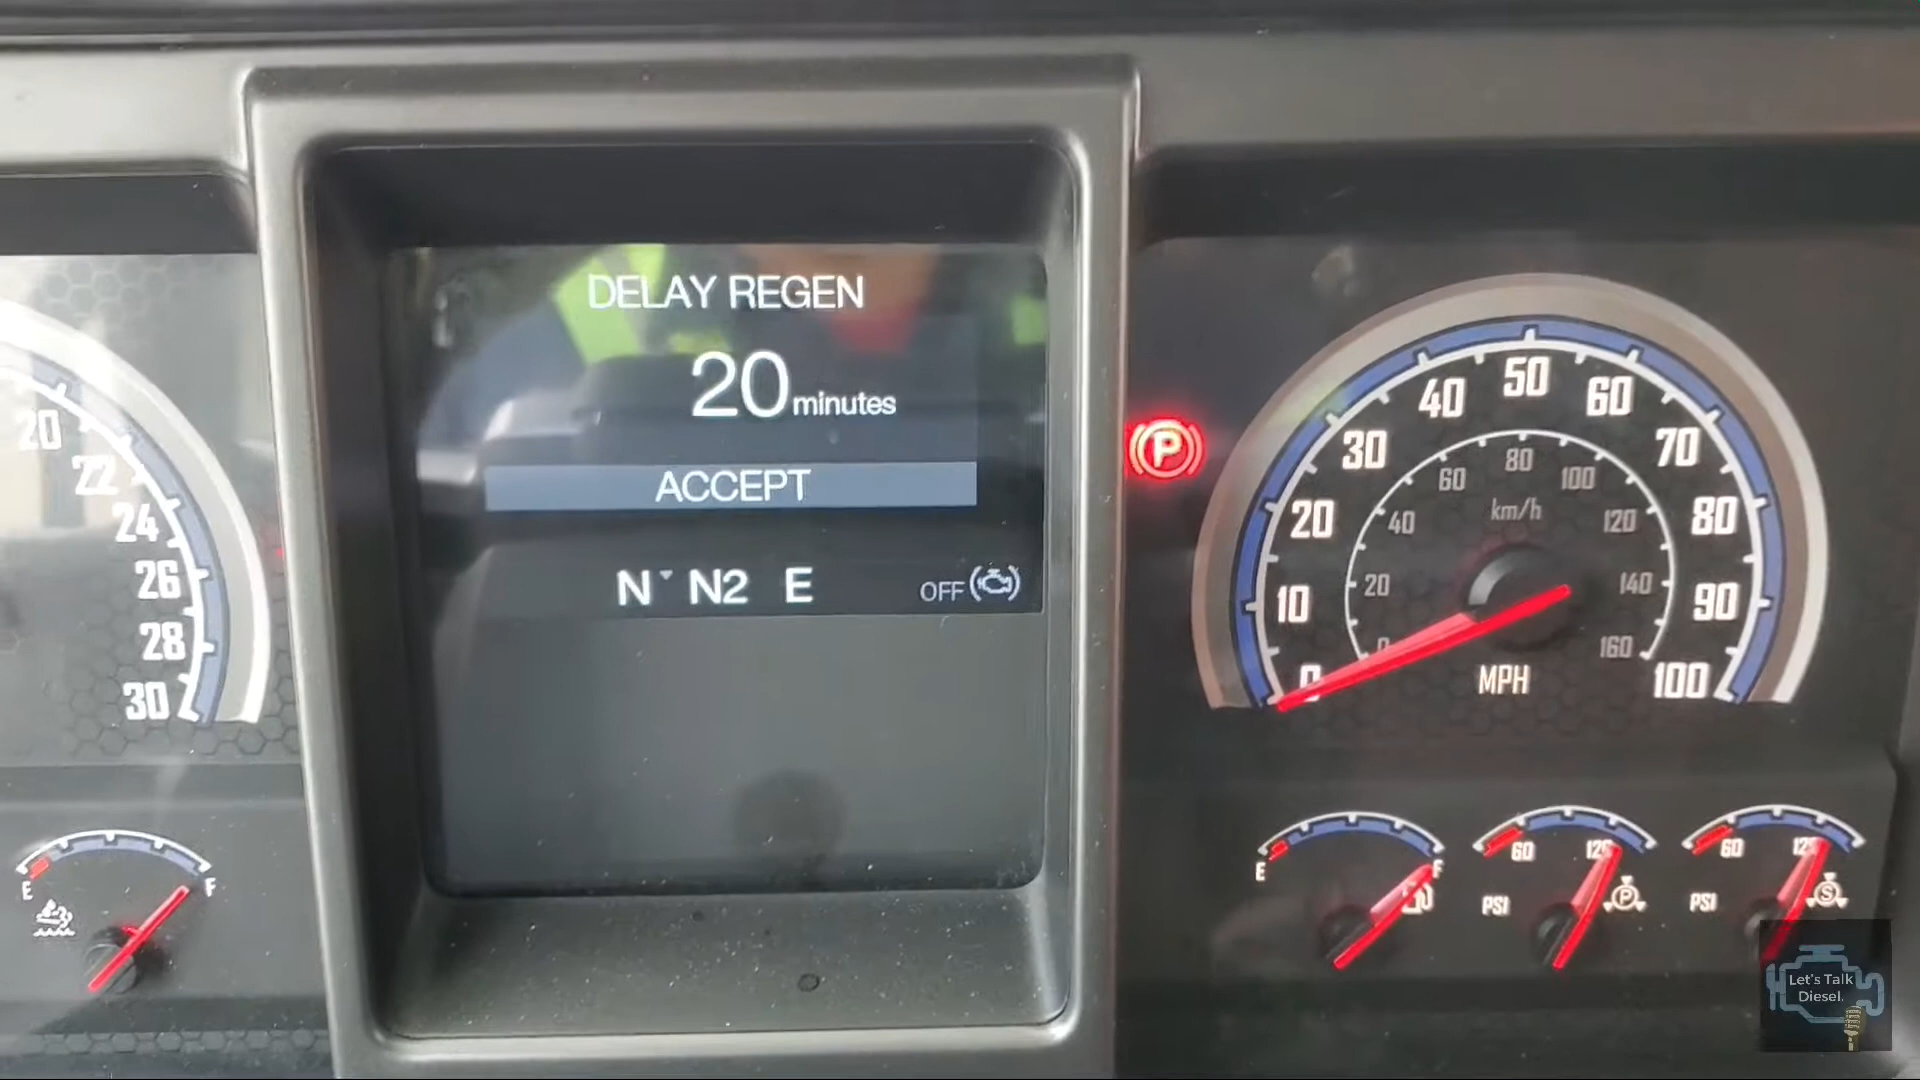 DELAY REGEN
20 minutes
ACCEPT
N N2 E OFF
20
22
24
26
28
30
E F
P
0 10 20 30 40 50 60 70 80 90 100
0 20 40 60 80 100 120 140 160
km/h
MPH
E F
60 125
PSI P
60 125
PSI S
Let's Talk
Diesel.